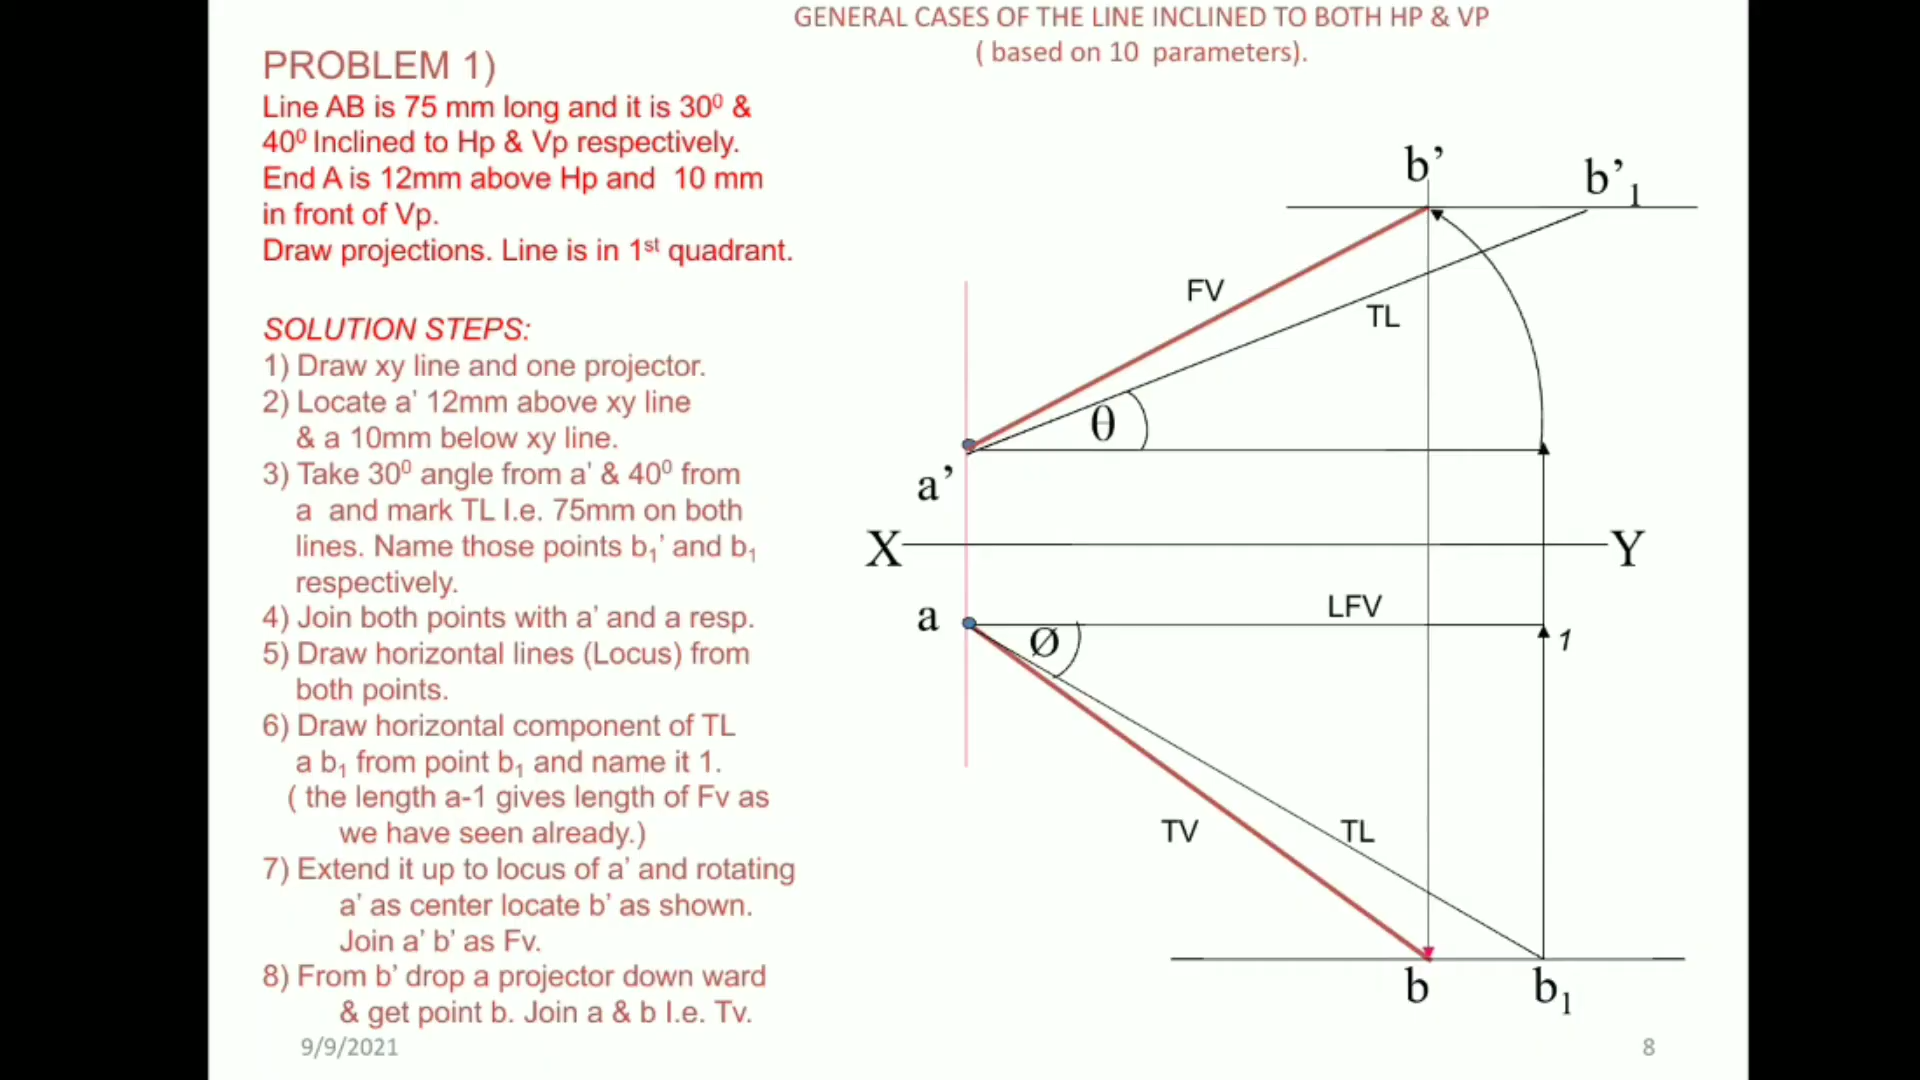 GENERAL CASES OF THE LINE INCLINED TO BOTH HP & VP
( based on 10 parameters).
PROBLEM 1)
Line AB is 75 mm long and it is 30⁰ &
40⁰ Inclined to Hp & Vp respectively.
End A is 12mm above Hp and 10 mm
in front of Vp.
Draw projections. Line is in 1ˢᵗ quadrant.
SOLUTION STEPS:
1) Draw xy line and one projector.
2) Locate a’ 12mm above xy line
& a 10mm below xy line.
3) Take 30⁰ angle from a’ & 40⁰ from
a and mark TL I.e. 75mm on both
lines. Name those points b₁’ and b₁
respectively.
4) Join both points with a’ and a resp.
5) Draw horizontal lines (Locus) from
both points.
6) Draw horizontal component of TL
a b₁ from point b₁ and name it 1.
( the length a-1 gives length of Fv as
we have seen already.)
7) Extend it up to locus of a’ and rotating
a’ as center locate b’ as shown.
Join a’ b’ as Fv.
8) From b’ drop a projector down ward
& get point b. Join a & b I.e. Tv.
b’
b’₁
FV
TL
θ
a’
X
Y
LFV
a
Ø
1
TV
TL
b
b₁
9/9/2021
8